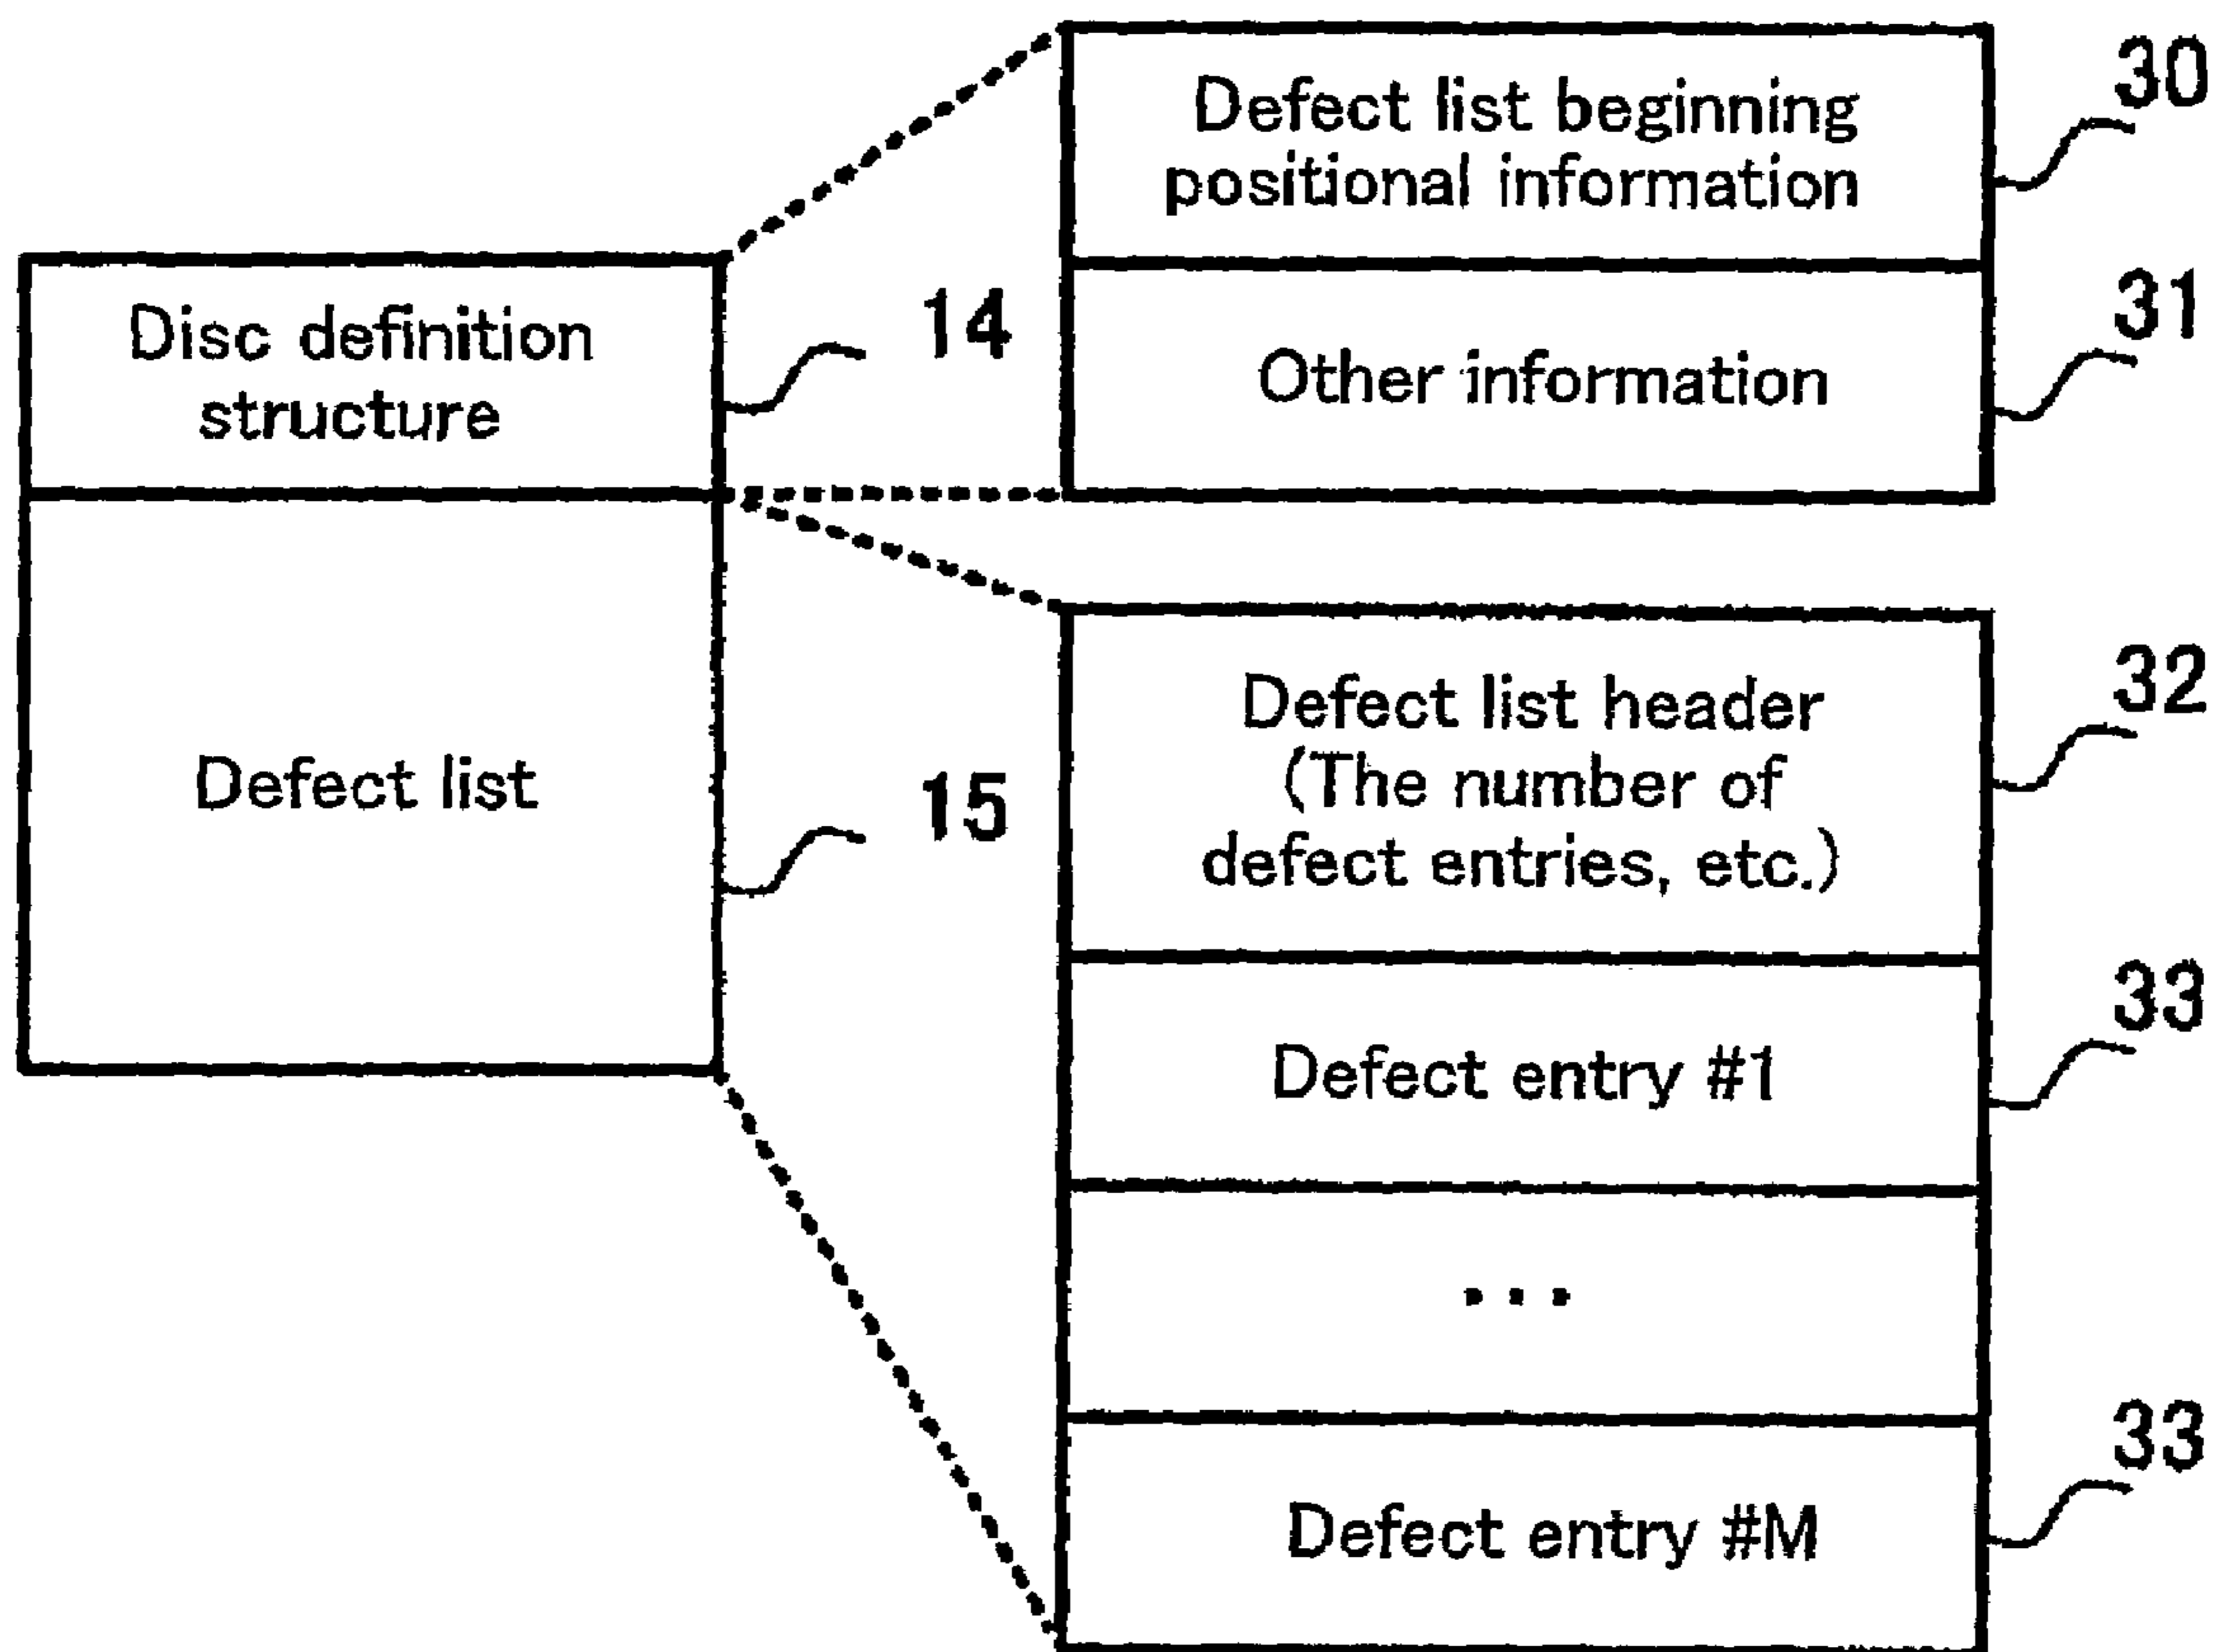 Disc definition
structure
14
Defect list
15
Defect list beginning
positional information
30
Other information
31
Defect list header
(The number of
defect entries, etc.)
32
Defect entry #1
33
...
Defect entry #M
33